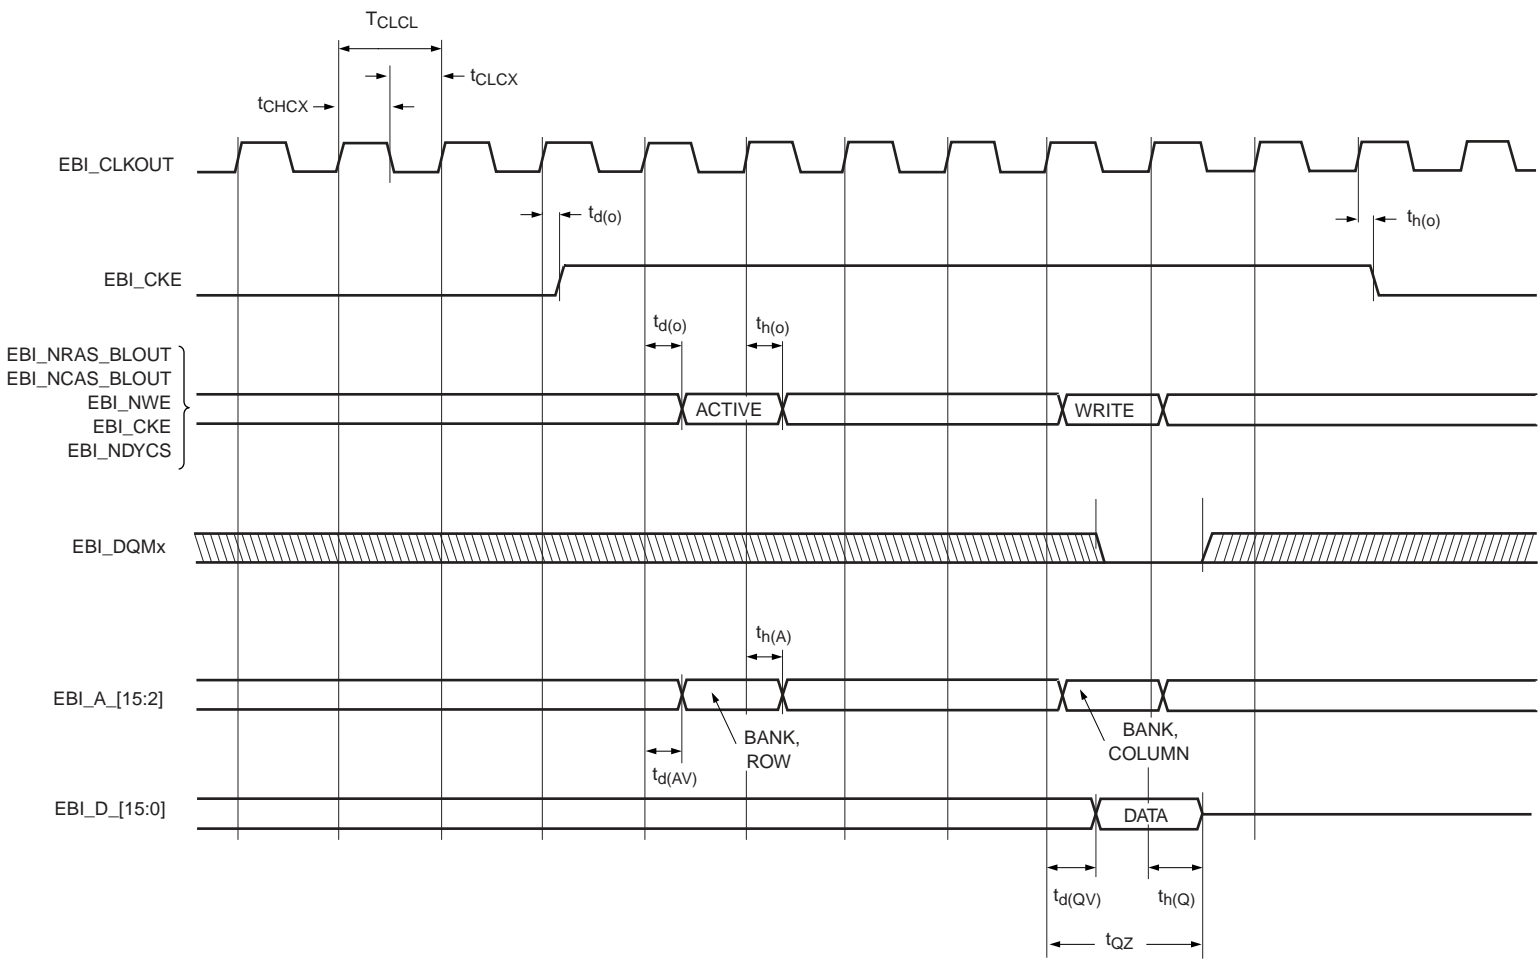 TCLCL
tCLCX
tCHCX
EBI_CLKOUT
td(o)
th(o)
EBI_CKE
td(o)
th(o)
EBI_NRAS_BLOUT
EBI_NCAS_BLOUT
EBI_NWE
EBI_CKE
EBI_NDYCS
ACTIVE
WRITE
EBI_DQMx
th(A)
EBI_A_[15:2]
BANK,
ROW
BANK,
COLUMN
td(AV)
EBI_D_[15:0]
DATA
td(QV)
th(Q)
tQZ